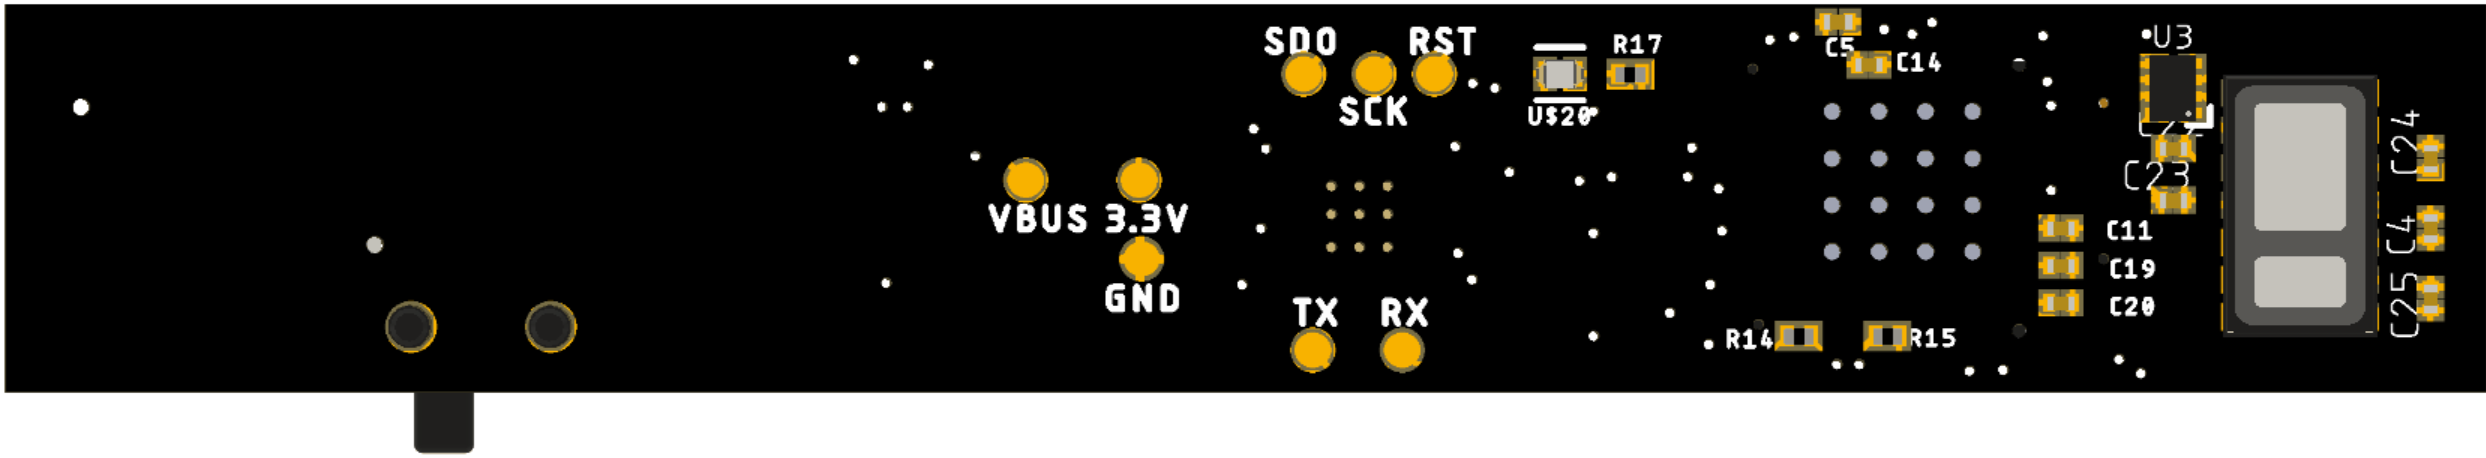 SDO
RST
R17
C5
C14
U3
SCK
U$20
C24
C23
VBUS
3.3V
C11
C4
C19
GND
TX
RX
C20
C25
R14
R15